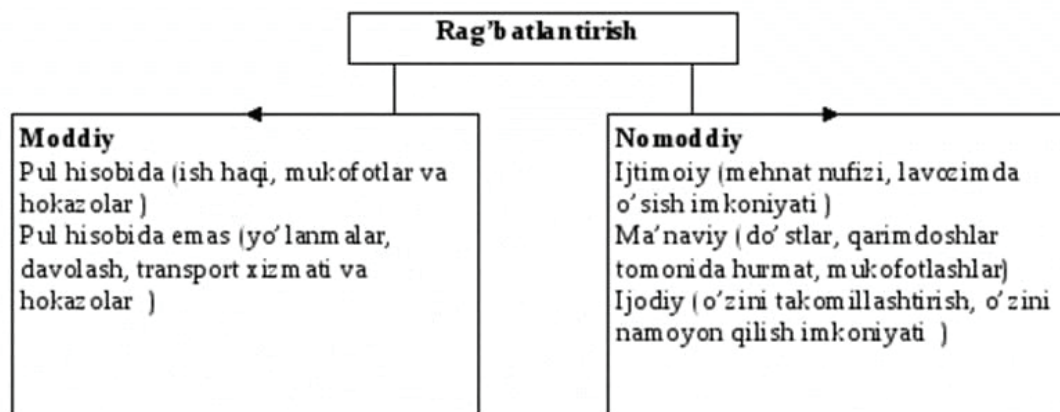 Rag’batlantirish
Moddiy
Pul hisobida (ish haqi, mukofotlar va
hokazolar )
Pul hisobida emas (yo’lanmalar,
davolash, transport xizmati va
hokazolar )
Nomoddiy
Ijtimoiy (mehnat nufizi, lavozimda
o’sish imkoniyati )
Ma’naviy (do’stlar, qarimdoshlar
tomonida hurmat, mukofotlashlar)
Ijodiy (o’zini takomillashtirish, o’zini
namoyon qilish imkoniyati )